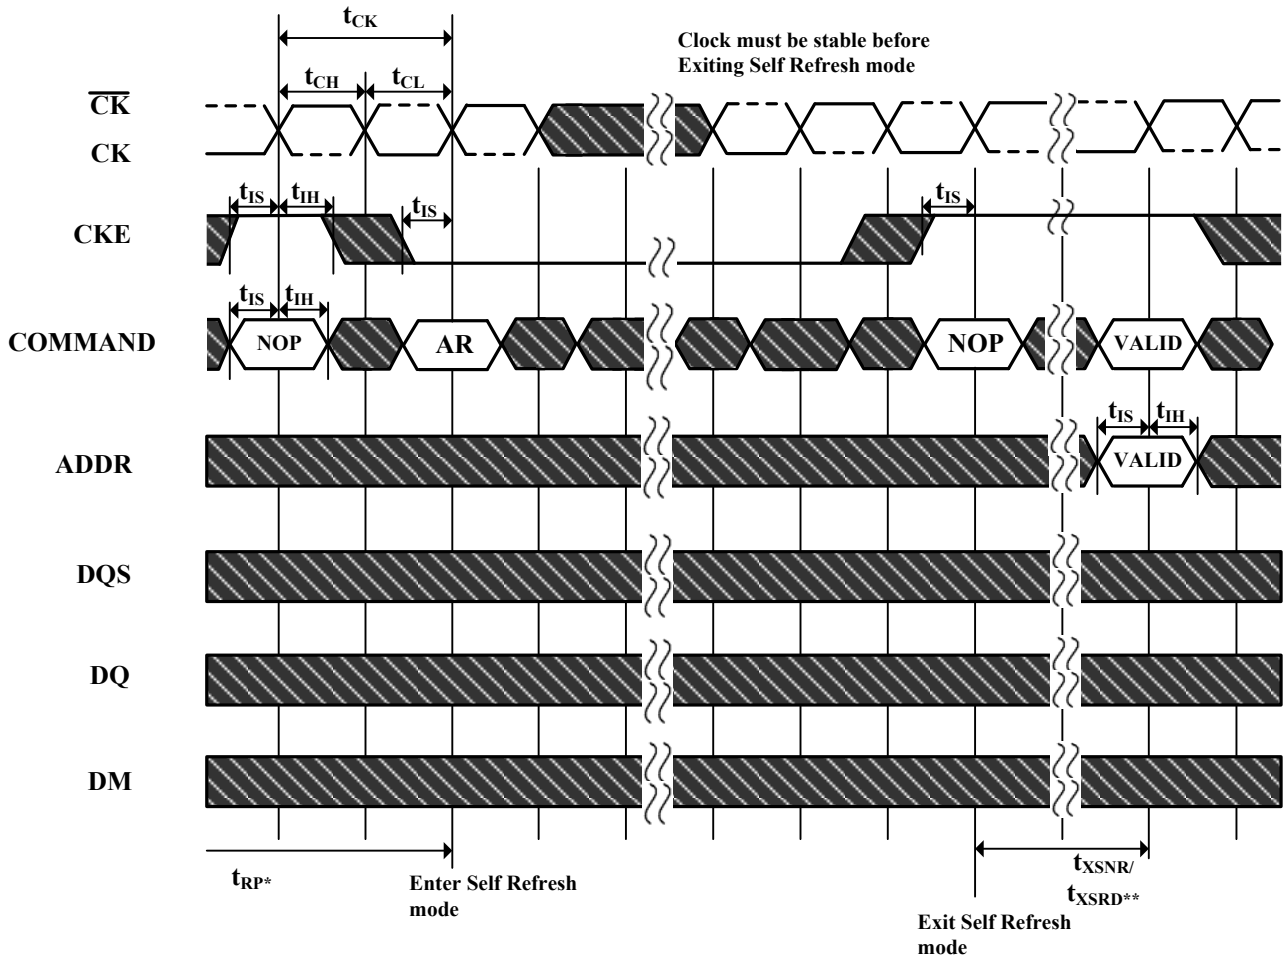 tCK
Clock must be stable before
Exiting Self Refresh mode
tCH
tCL
CK
CK
tIS
tIH
tIS
tIS
CKE
tIS
tIH
COMMAND
NOP
AR
NOP
VALID
tIS
tIH
ADDR
VALID
DQS
DQ
DM
tRP*
Enter Self Refresh
mode
tXSNR/
tXSRD**
Exit Self Refresh
mode